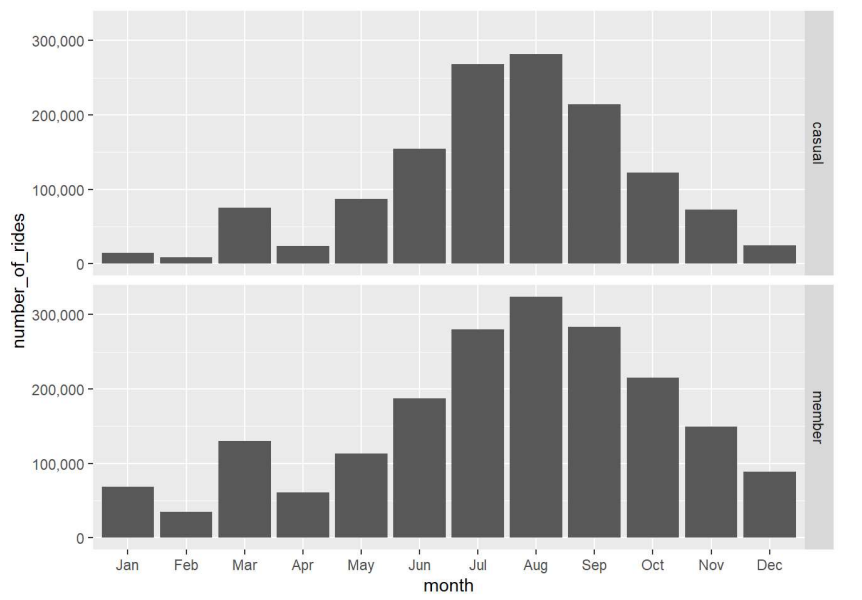 300,000
200,000
100,000
0
casual
number_of_rides
300,000
200,000
100,000
0
member
Jan Feb Mar Apr May Jun Jul Aug Sep Oct Nov Dec
month